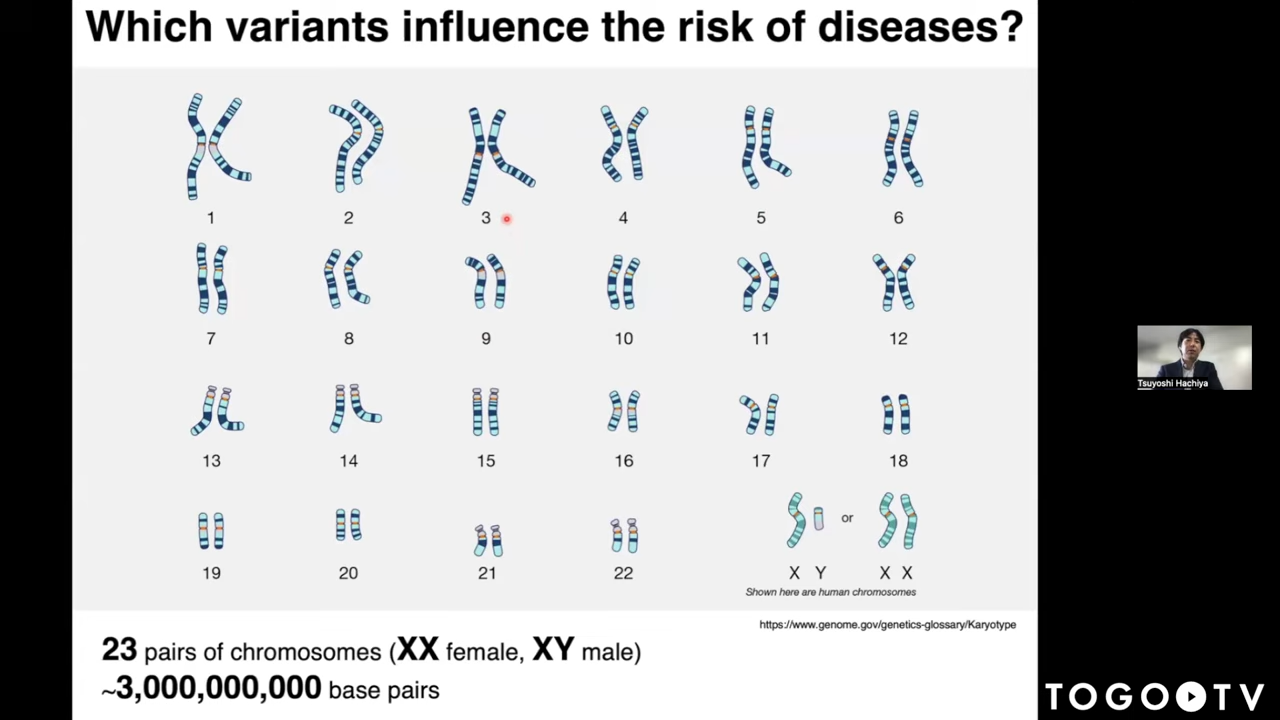 Which variants influence the risk of diseases?
1 2 3 4 5 6
7 8 9 10 11 12
13 14 15 16 17 18
or
19 20 21 22 X Y X X
Shown here are human chromosomes
https://www.genome.gov/genetics-glossary/Karyotype
23 pairs of chromosomes (XX female, XY male)
~3,000,000,000 base pairs
Tsuyoshi Hachiya
TOGO TV